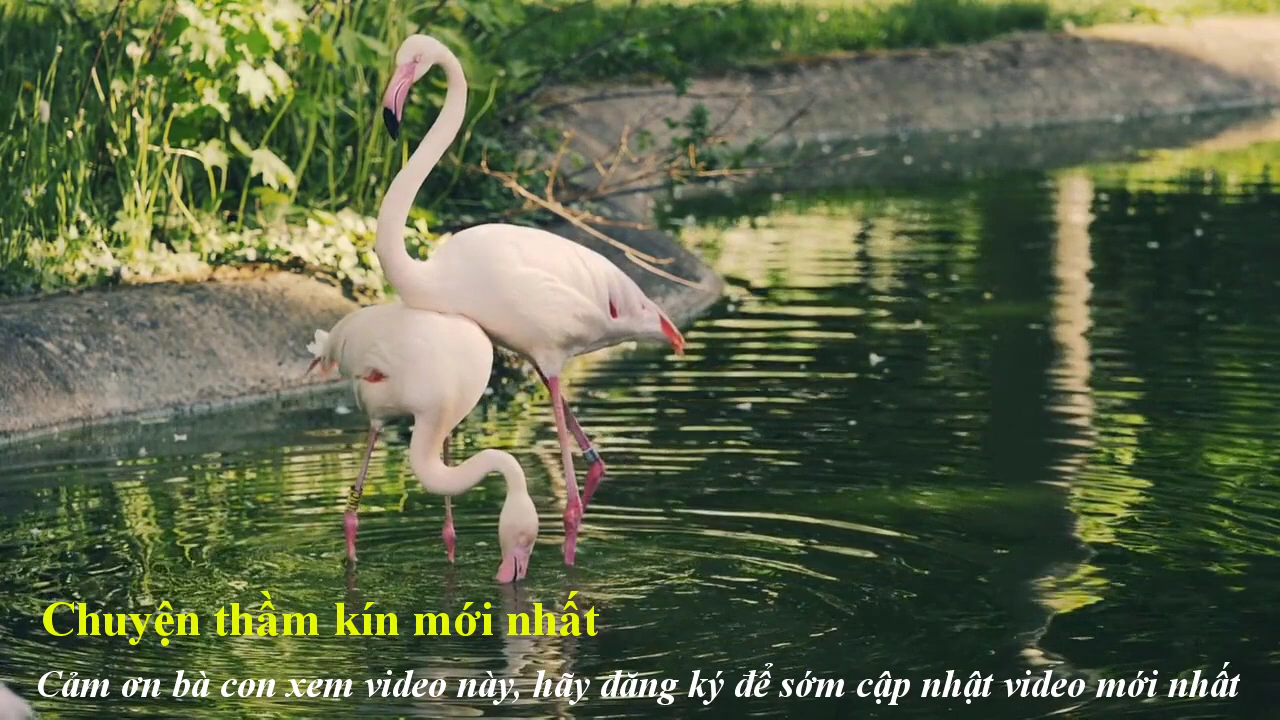 Chuyện thầm kín mới nhất
Cảm ơn bà con xem video này, hãy đăng ký để sớm cập nhật video mới nhất